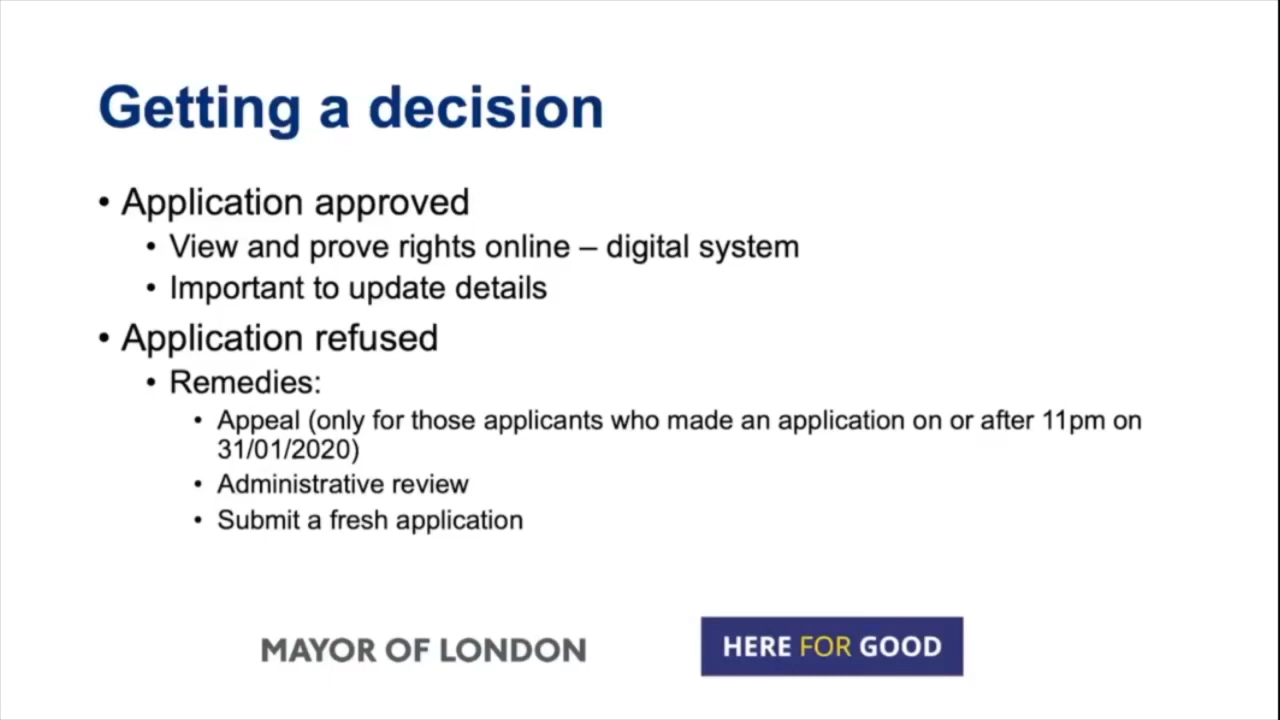 Getting a decision
• Application approved
• View and prove rights online – digital system
• Important to update details
• Application refused
• Remedies:
• Appeal (only for those applicants who made an application on or after 11pm on
31/01/2020)
• Administrative review
• Submit a fresh application
MAYOR OF LONDON
HERE FOR GOOD